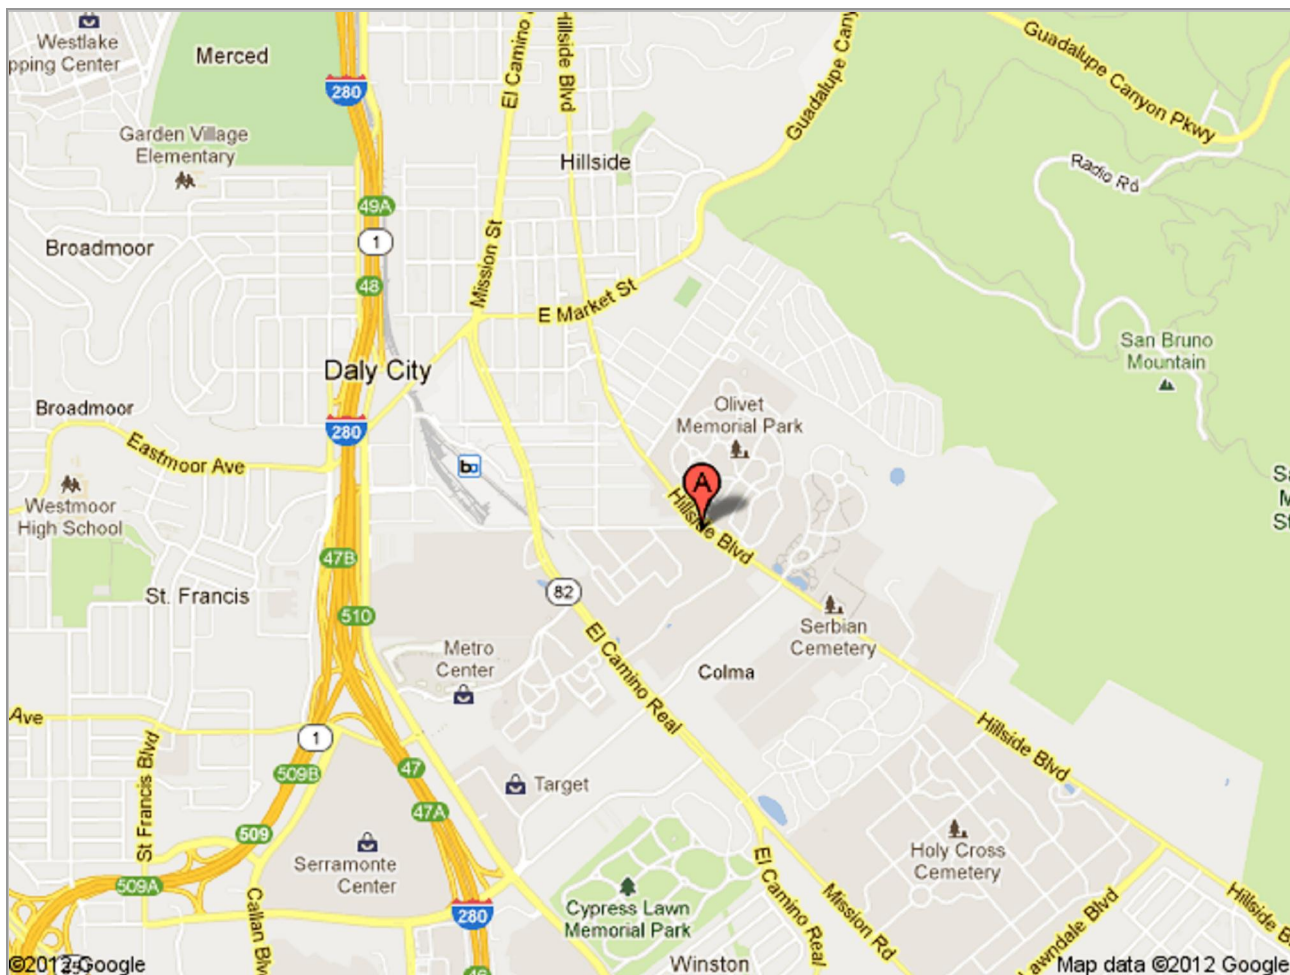 Westlake
pping Center
Merced
280
El Camino
Hillside Blvd
Guadalupe Cany
Guadalupe Canyon Pkwy
Garden Village
Elementary
Hillside
Radio Rd
49A
Broadmoor
1
Mission St
48
E Market St
San Bruno
Mountain
Daly City
Broadmoor
280
Olivet
Memorial Park
Eastmoor Ave
Westmoor
High School
A
Hillside Blvd
Sa
M
St
47B
St. Francis
510
82
Serbian
Cemetery
Metro
Center
El Camino Real
Colma
Ave
1
St Francis Blvd
509B
47
Target
Hillside Blvd
47A
509
Serramonte
Center
Holy Cross
Cemetery
509A
Callan Blv
280
Cypress Lawn
Memorial Park
El Camino Real
Mission Rd
Lawndale Blvd
Hillside B
Winston
©2012 Google
Map data ©2012 Google